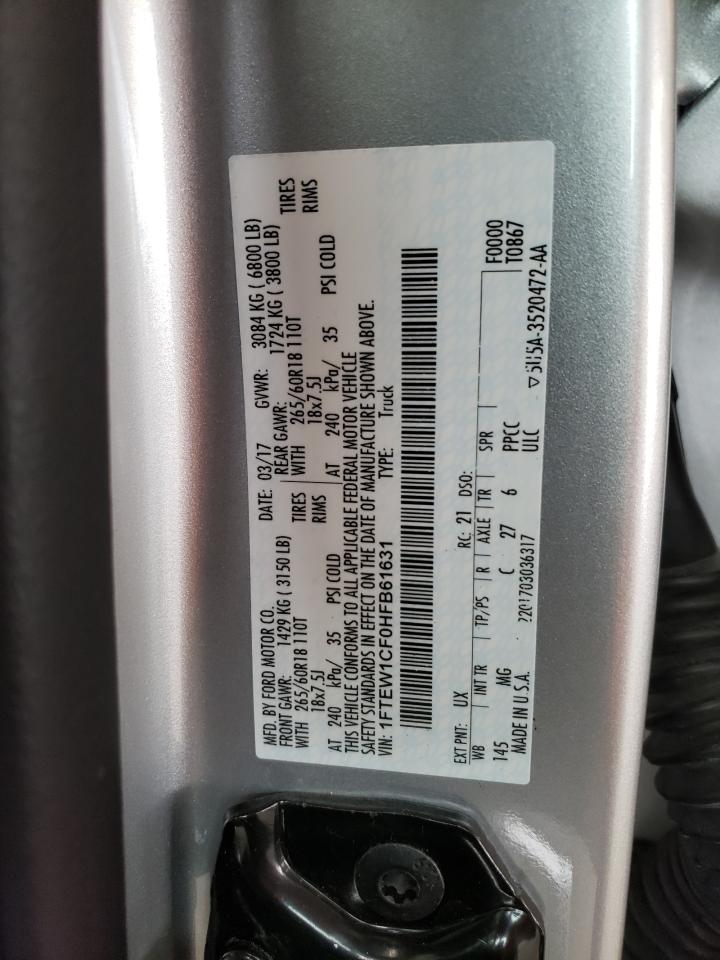 MFD. BY FORD MOTOR CO. DATE: 03/17 GVWR: 3084 KG ( 6800 LB)
FRONT GAWR: 1429 KG ( 3150 LB) REAR GAWR: 1724 KG ( 3800 LB)
WITH 265/60R18 110T TIRES WITH 265/60R18 110T TIRES
18x7.5J RIMS 18x7.5J RIMS
AT 240 kPa/ 35 PSI COLD AT 240 kPa/ 35 PSI COLD
THIS VEHICLE CONFORMS TO ALL APPLICABLE FEDERAL MOTOR VEHICLE
SAFETY STANDARDS IN EFFECT ON THE DATE OF MANUFACTURE SHOWN ABOVE.
VIN: 1FTEW1CF0HFB61631 TYPE: Truck
EXT PNT: UX RC: 21 DSO: F0000
WB INT TR TP/PS R AXLE TR SPR T0867
145 MG C 27 6 PPCC
MADE IN U.S.A. ULC
5U5A-3520472-AA